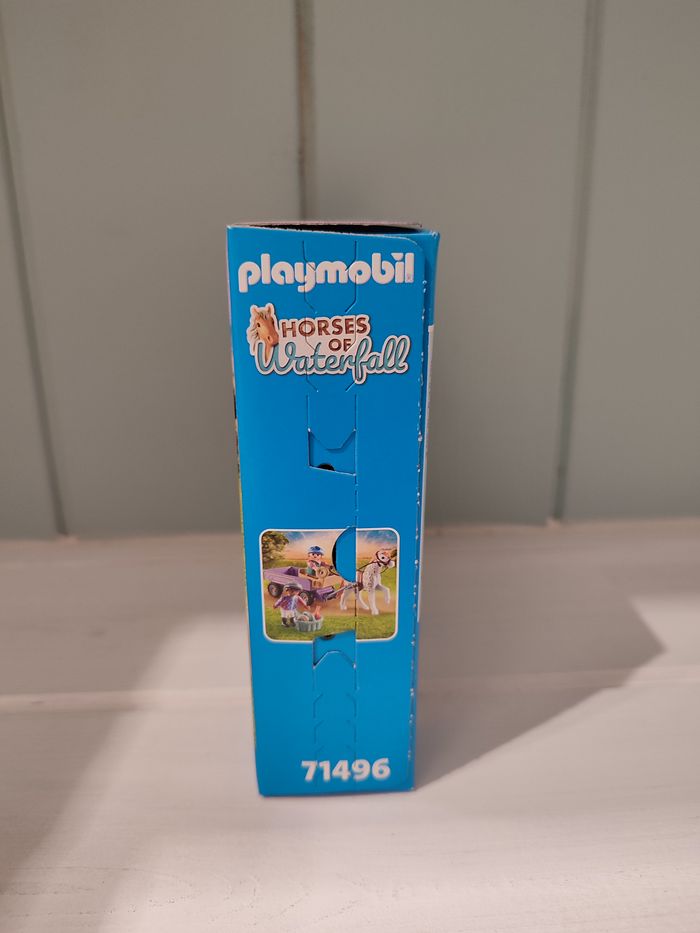 playmobil®
HORSES
OF
Waterfall
71496